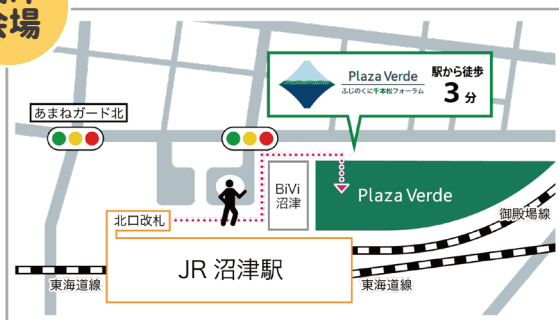 会場
Plaza Verde
ふじのくに千本松フォーラム
駅から徒歩
3分
あまねガード北
BiVi
沼津
Plaza Verde
北口改札
御殿場線
JR 沼津駅
東海道線
東海道線